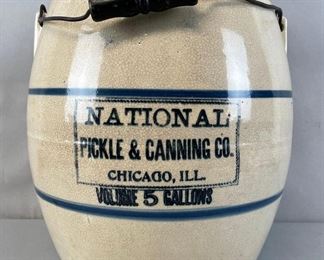 NATIONAL
PICKLE & CANNING CO.
CHICAGO, ILL.
VOLUME 5 GALLONS